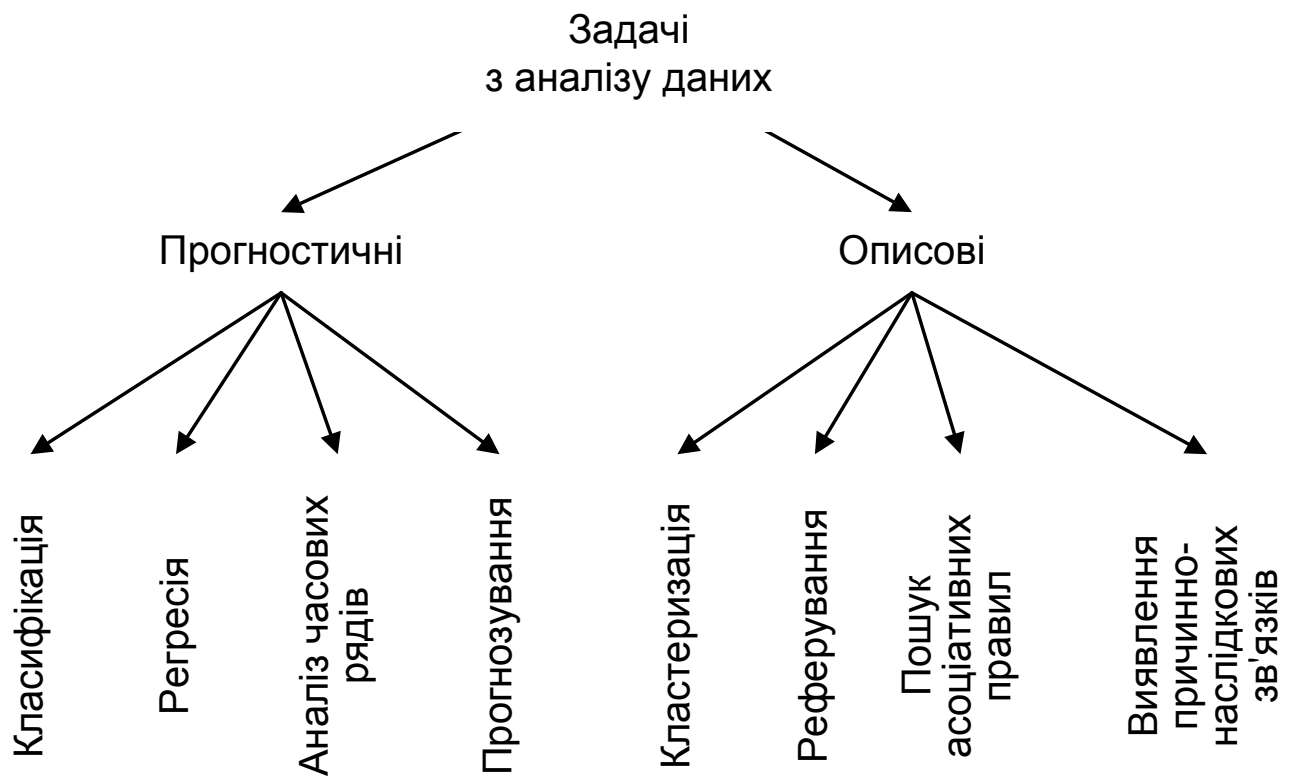 Задачі
з аналізу даних
Прогностичні
Описові
Класифікація
Регресія
Аналіз часових
рядів
Прогнозування
Кластеризація
Реферування
Пошук
асоціативних
правил
Виявлення
причинно-
наслідкових
зв'язків